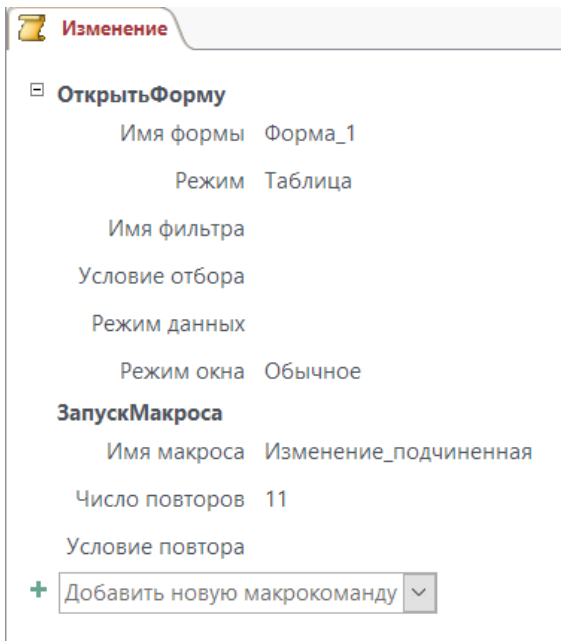 Изменение
ОткрытьФорму
Имя формы Форма_1
Режим Таблица
Имя фильтра
Условие отбора
Режим данных
Режим окна Обычное
ЗапускМакроса
Имя макроса Изменение_подчиненная
Число повторов 11
Условие повтора
Добавить новую макрокоманду